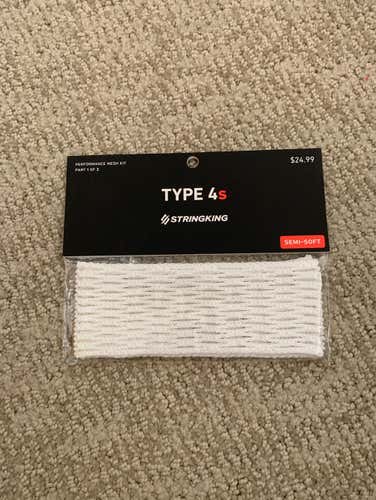 PERFORMANCE MESH KIT
PART 1 OF 2
$24.99
TYPE 4s
STRINGKING
SEMI-SOFT